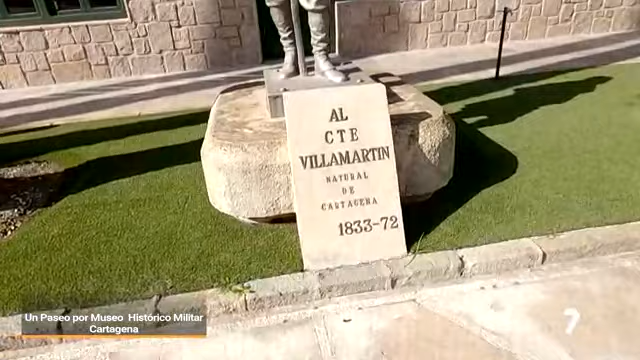 AL
CTE
VILLAMARTIN
NATURAL
DE
CARTAGENA
1833-72
Un Paseo por Museo Histórico Militar
Cartagena
7